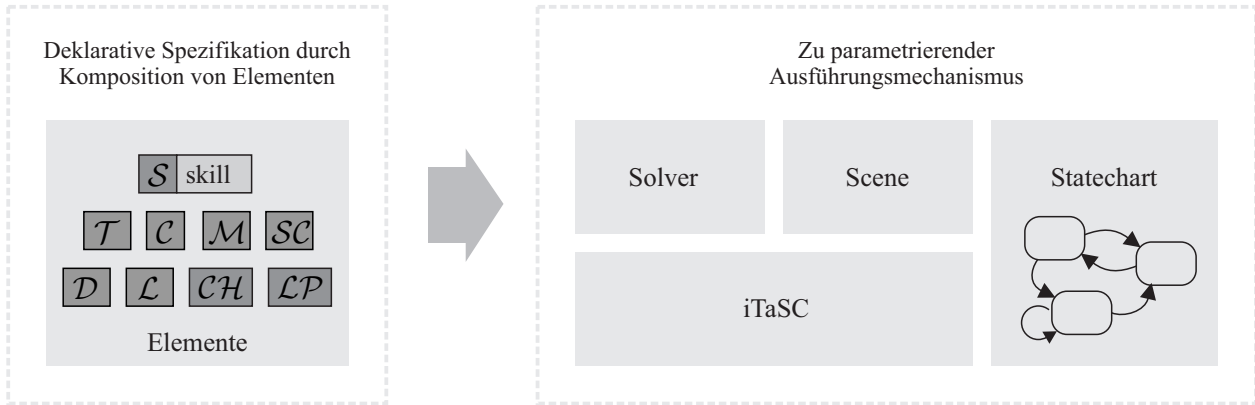 Deklarative Spezifikation durch
Komposition von Elementen
S skill
T C M SC
D L CH LP
Elemente
Zu parametrierender
Ausführungsmechanismus
Solver
Scene
Statechart
iTaSC